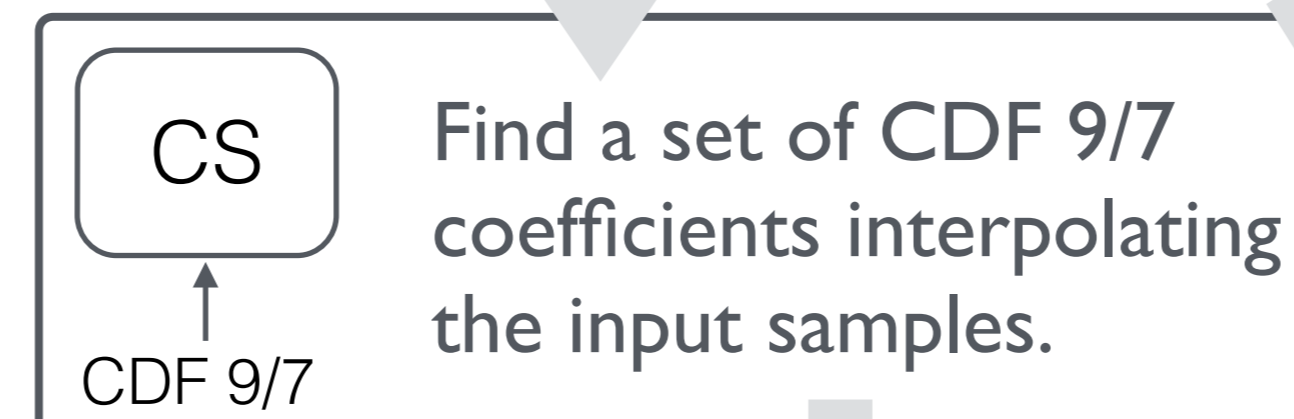 CS
CDF 9/7
Find a set of CDF 9/7
coefficients interpolating
the input samples.